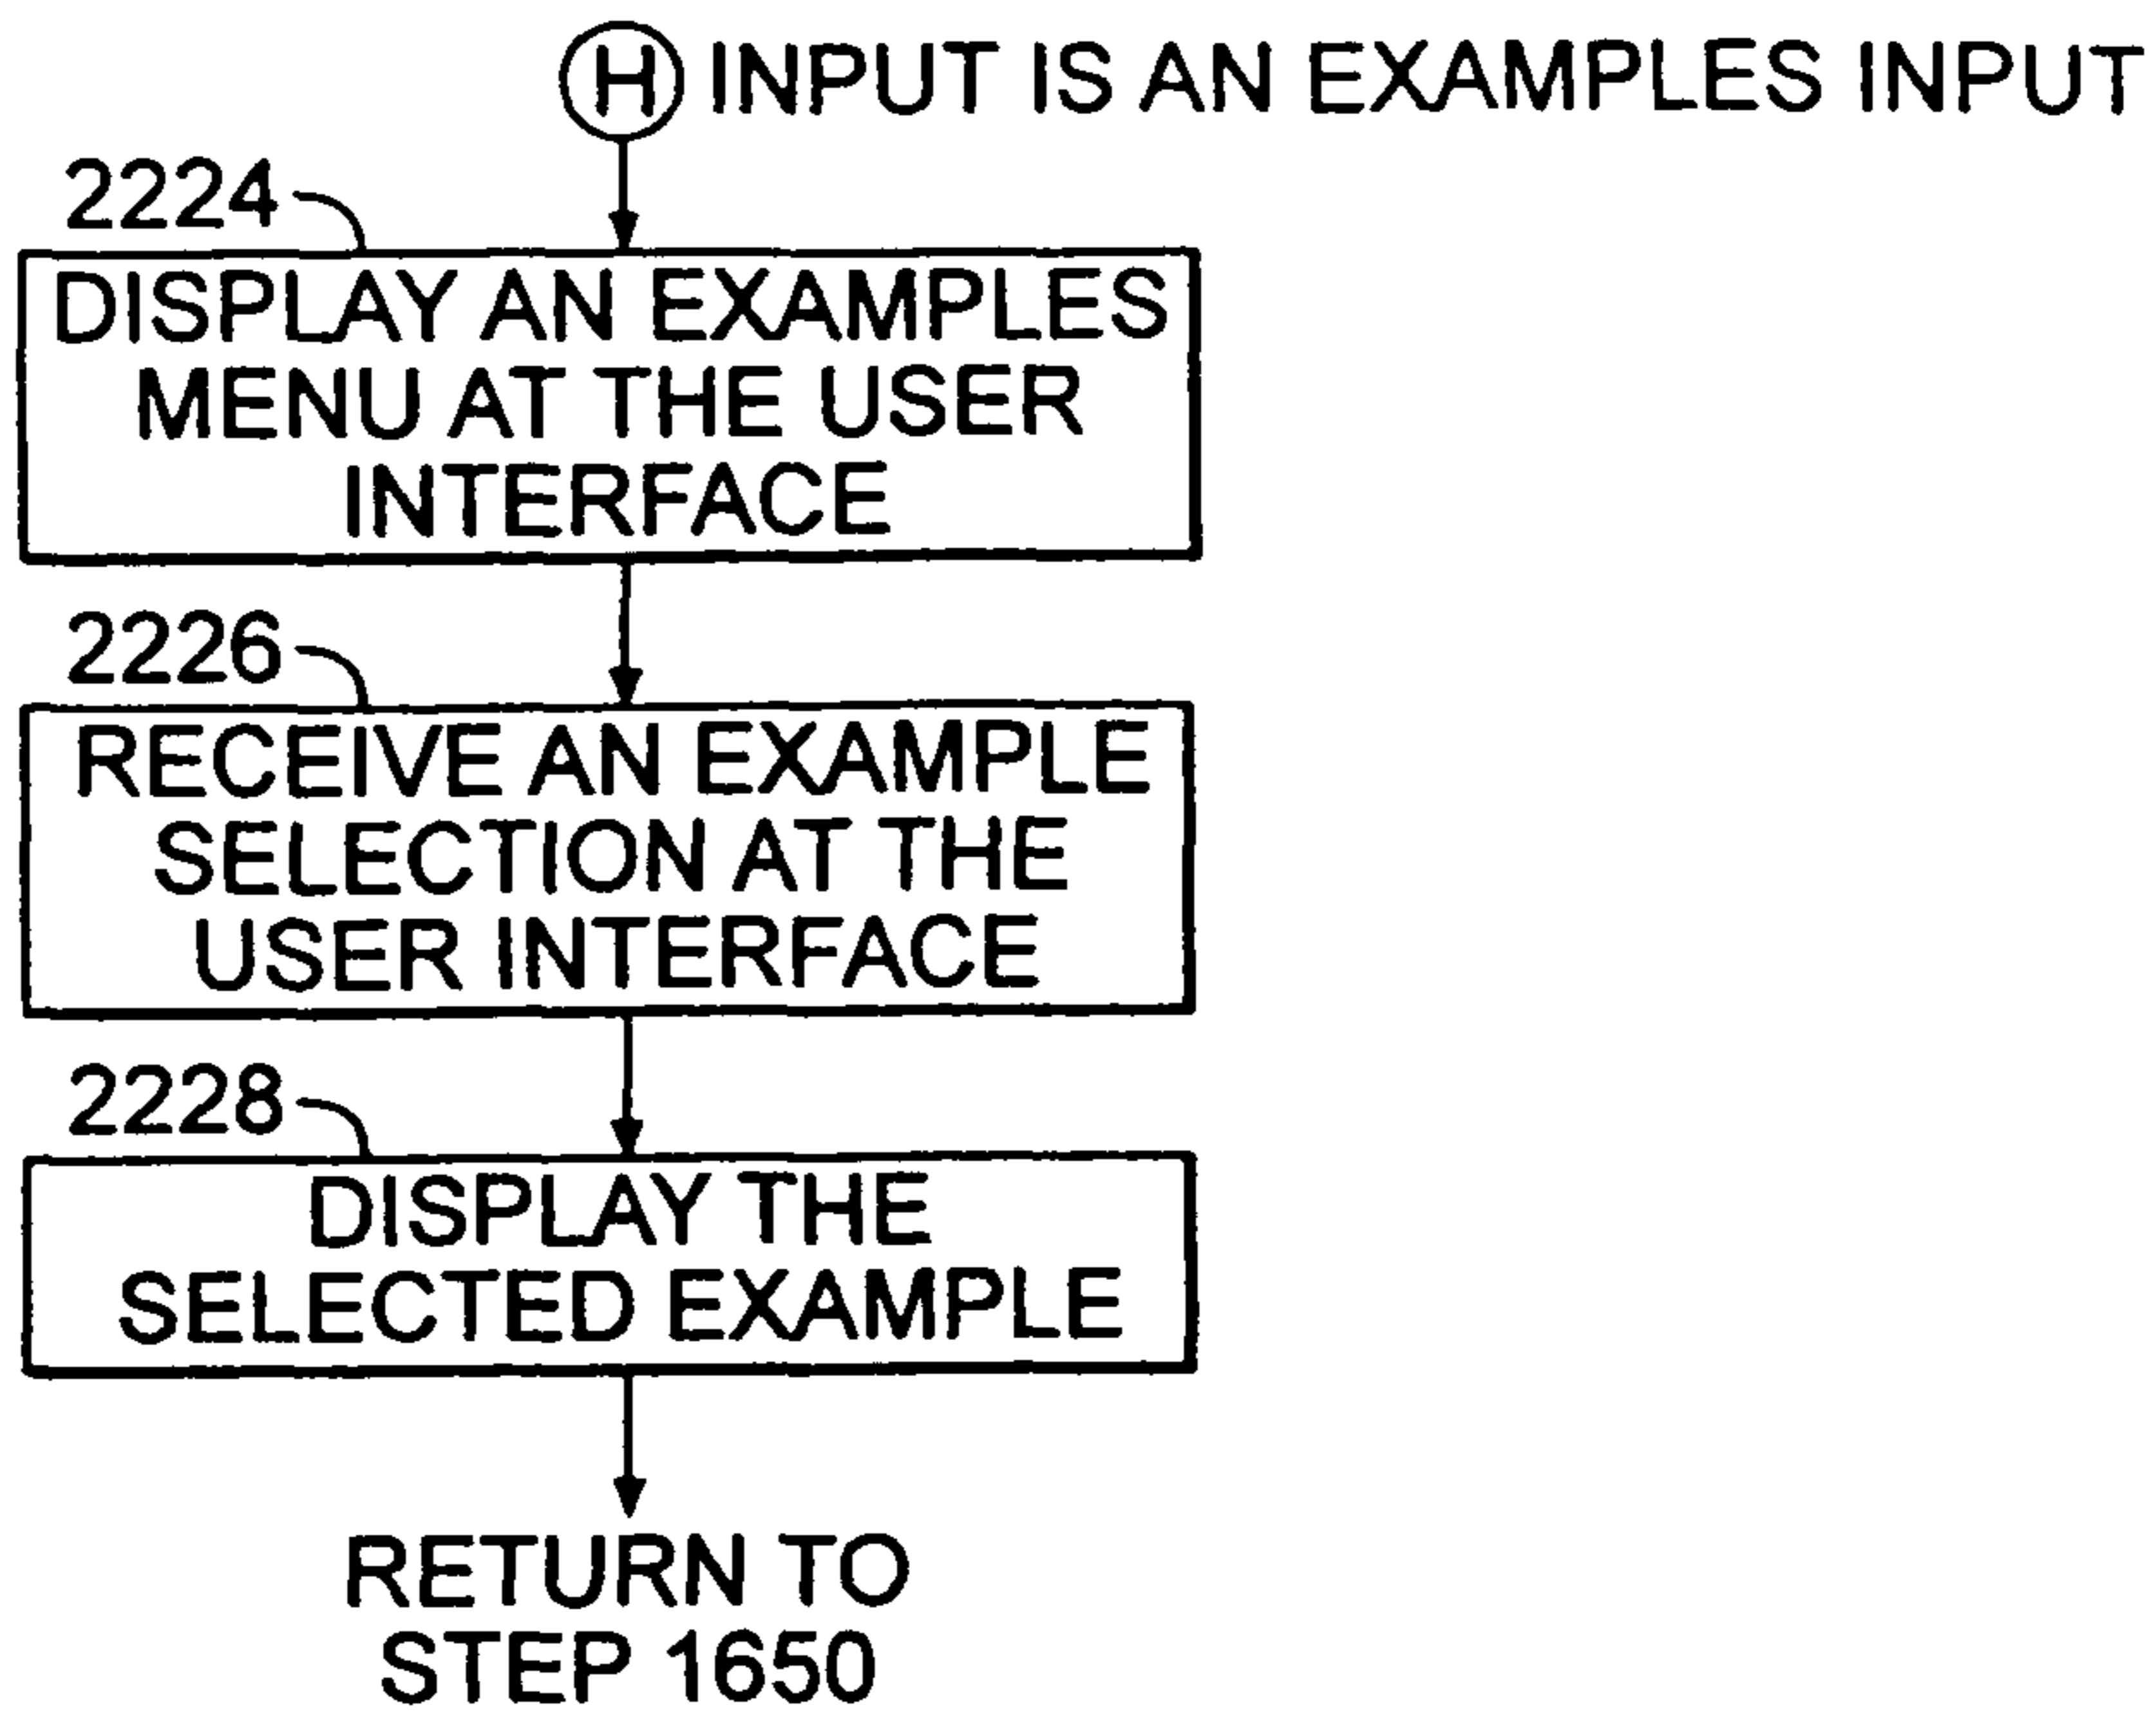 H INPUT IS AN EXAMPLES INPUT
2224
DISPLAY AN EXAMPLES
MENU AT THE USER
INTERFACE
2226
RECEIVE AN EXAMPLE
SELECTION AT THE
USER INTERFACE
2228
DISPLAY THE
SELECTED EXAMPLE
RETURN TO
STEP 1650